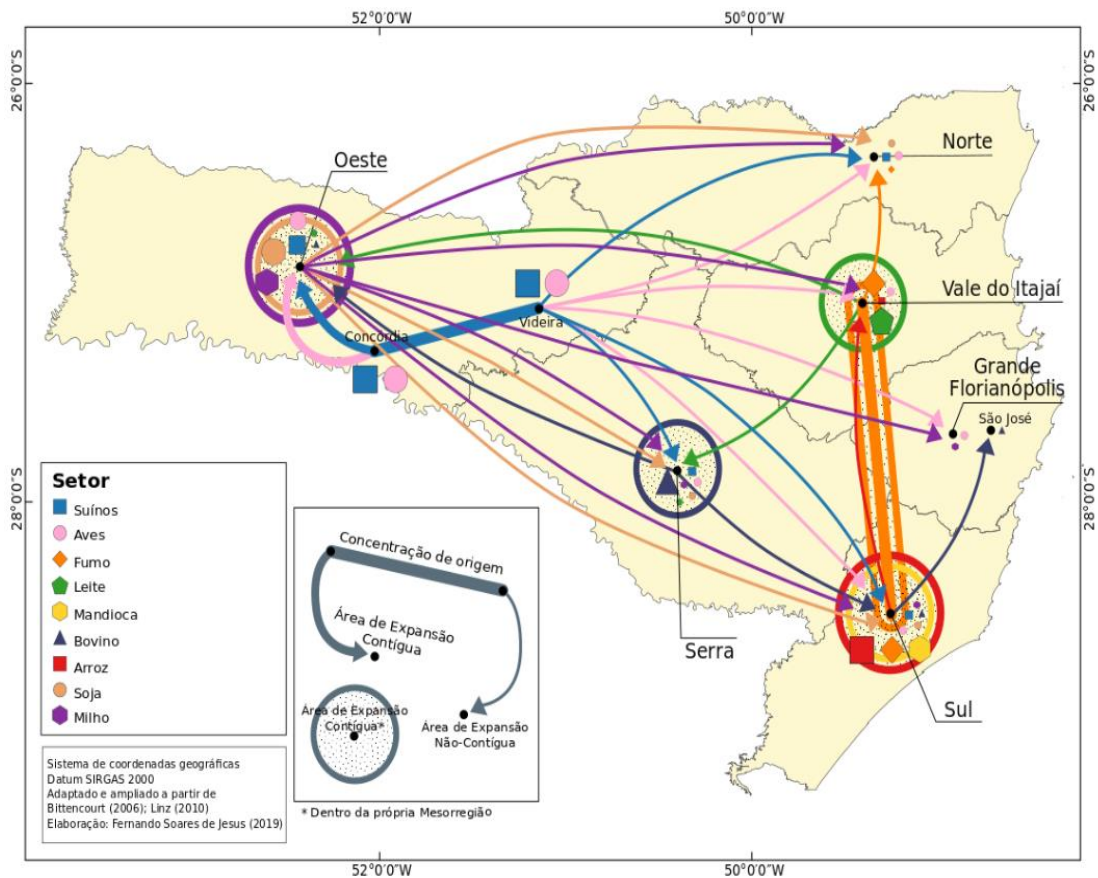 52°0′0″W
50°0′0″W
26°0′0″S
26°0′0″S
Oeste
Norte
Vale do Itajaí
Videira
Concórdia
Grande
Florianópolis
São José
28°0′0″S
28°0′0″S
Serra
Sul
Setor
Suínos
Aves
Fumo
Leite
Mandioca
Bovino
Arroz
Soja
Milho
Concentração de origem
Área de Expansão
Contígua
Área de Expansão
Contígua*
Área de Expansão
Não-Contígua
* Dentro da própria Mesorregião
Sistema de coordenadas geográficas
Datum SIRGAS 2000
Adaptado e ampliado a partir de
Bittencourt (2006); Linz (2010)
Elaboração: Fernando Soares de Jesus (2019)
52°0′0″W
50°0′0″W